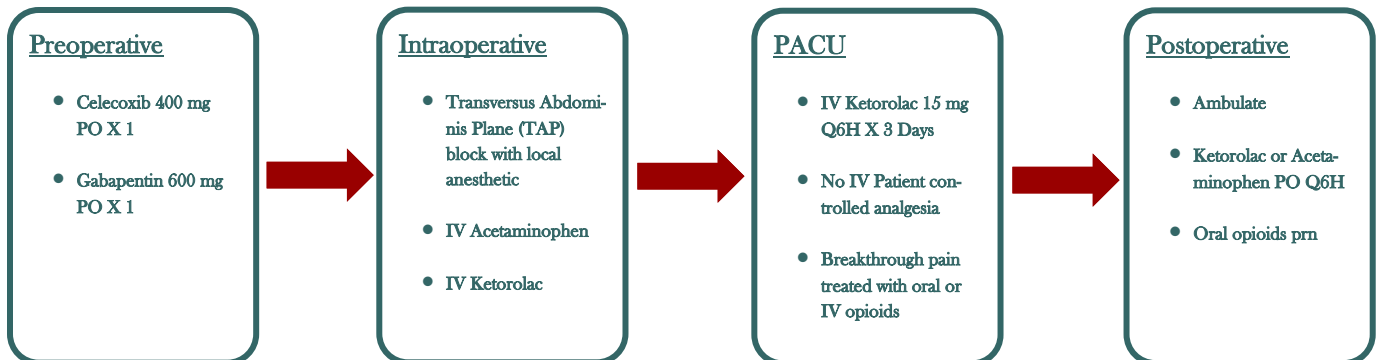 Preoperative
Celecoxib 400 mg
PO X 1
Gabapentin 600 mg
PO X 1
Intraoperative
Transversus Abdomi-
nis Plane (TAP)
block with local
anesthetic
IV Acetaminophen
IV Ketorolac
PACU
IV Ketorolac 15 mg
Q6H X 3 Days
No IV Patient con-
trolled analgesia
Breakthrough pain
treated with oral or
IV opioids
Postoperative
Ambulate
Ketorolac or Aceta-
minophen PO Q6H
Oral opioids prn